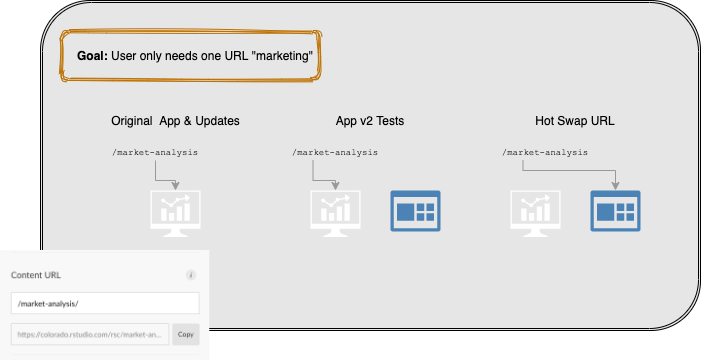 Goal: User only needs one URL "marketing"
Original App & Updates
App v2 Tests
Hot Swap URL
/market-analysis
/market-analysis
/market-analysis
Content URL
i
/market-analysis/
https://colorado.rstudio.com/rsc/market-an...
Copy